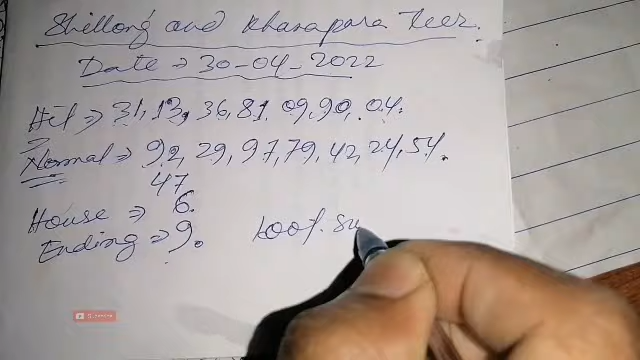 Shillong and Khanapara Teer.
Date → 30-04-2022
Hit ⇒ 31, 13, 36, 81, 09, 90, 04.
Normal ⇒ 92, 29, 97, 79, 42, 24, 54.
47
House ⇒ 6.
Ending ⇒ 9. 100%. su